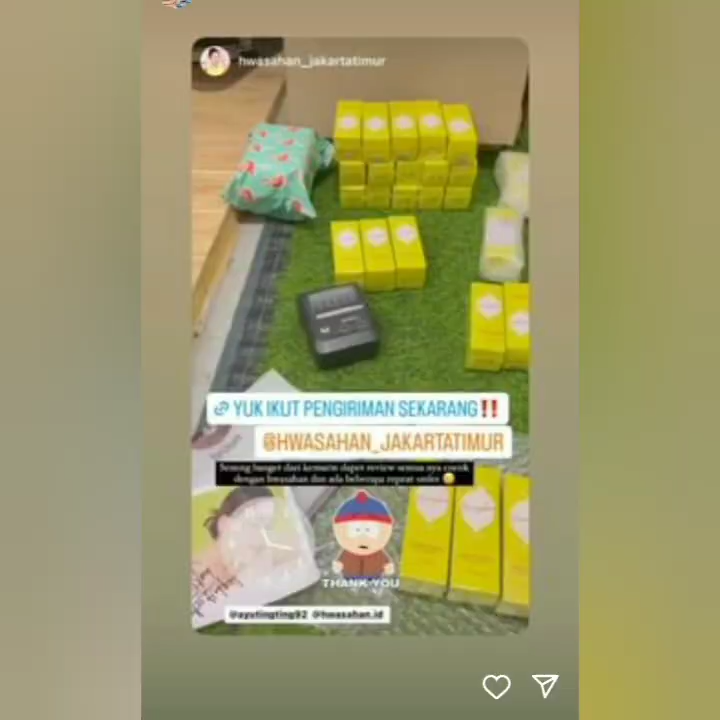 hwasahan_jakartatimur
YUK IKUT PENGIRIMAN SEKARANG‼️
@HWASAHAN_JAKARTATIMUR
Seneng banget dari kemarin dapet review semua nya cocok
dengan hwasahan dan ada beberapa repeat order
THANK YOU
@ayutingting92 @hwasahan.id